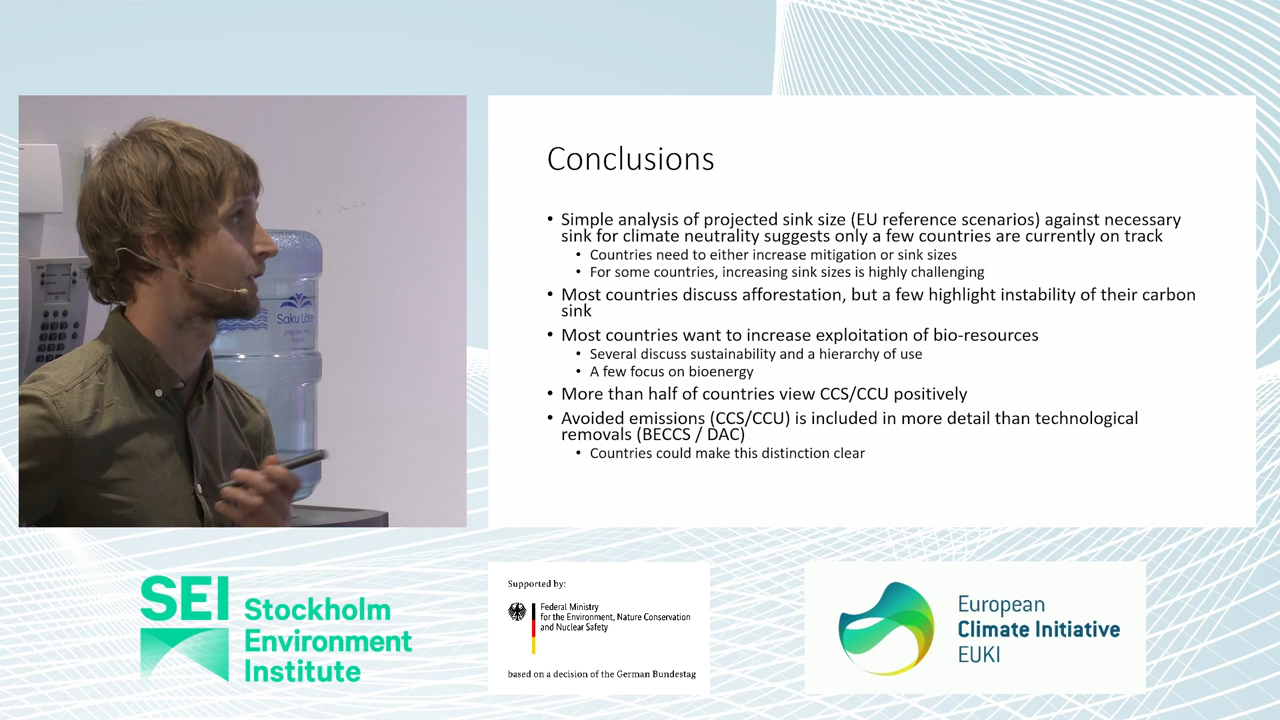 Conclusions
• Simple analysis of projected sink size (EU reference scenarios) against necessary
sink for climate neutrality suggests only a few countries are currently on track
• Countries need to either increase mitigation or sink sizes
• For some countries, increasing sink sizes is highly challenging
• Most countries discuss afforestation, but a few highlight instability of their carbon
sink
• Most countries want to increase exploitation of bio-resources
• Several discuss sustainability and a hierarchy of use
• A few focus on bioenergy
• More than half of countries view CCS/CCU positively
• Avoided emissions (CCS/CCU) is included in more detail than technological
removals (BECCS / DAC)
• Countries could make this distinction clear
Saku Läte
SEI Stockholm
Environment
Institute
Supported by:
Federal Ministry
for the Environment, Nature Conservation
and Nuclear Safety
based on a decision of the German Bundestag
European
Climate Initiative
EUKI